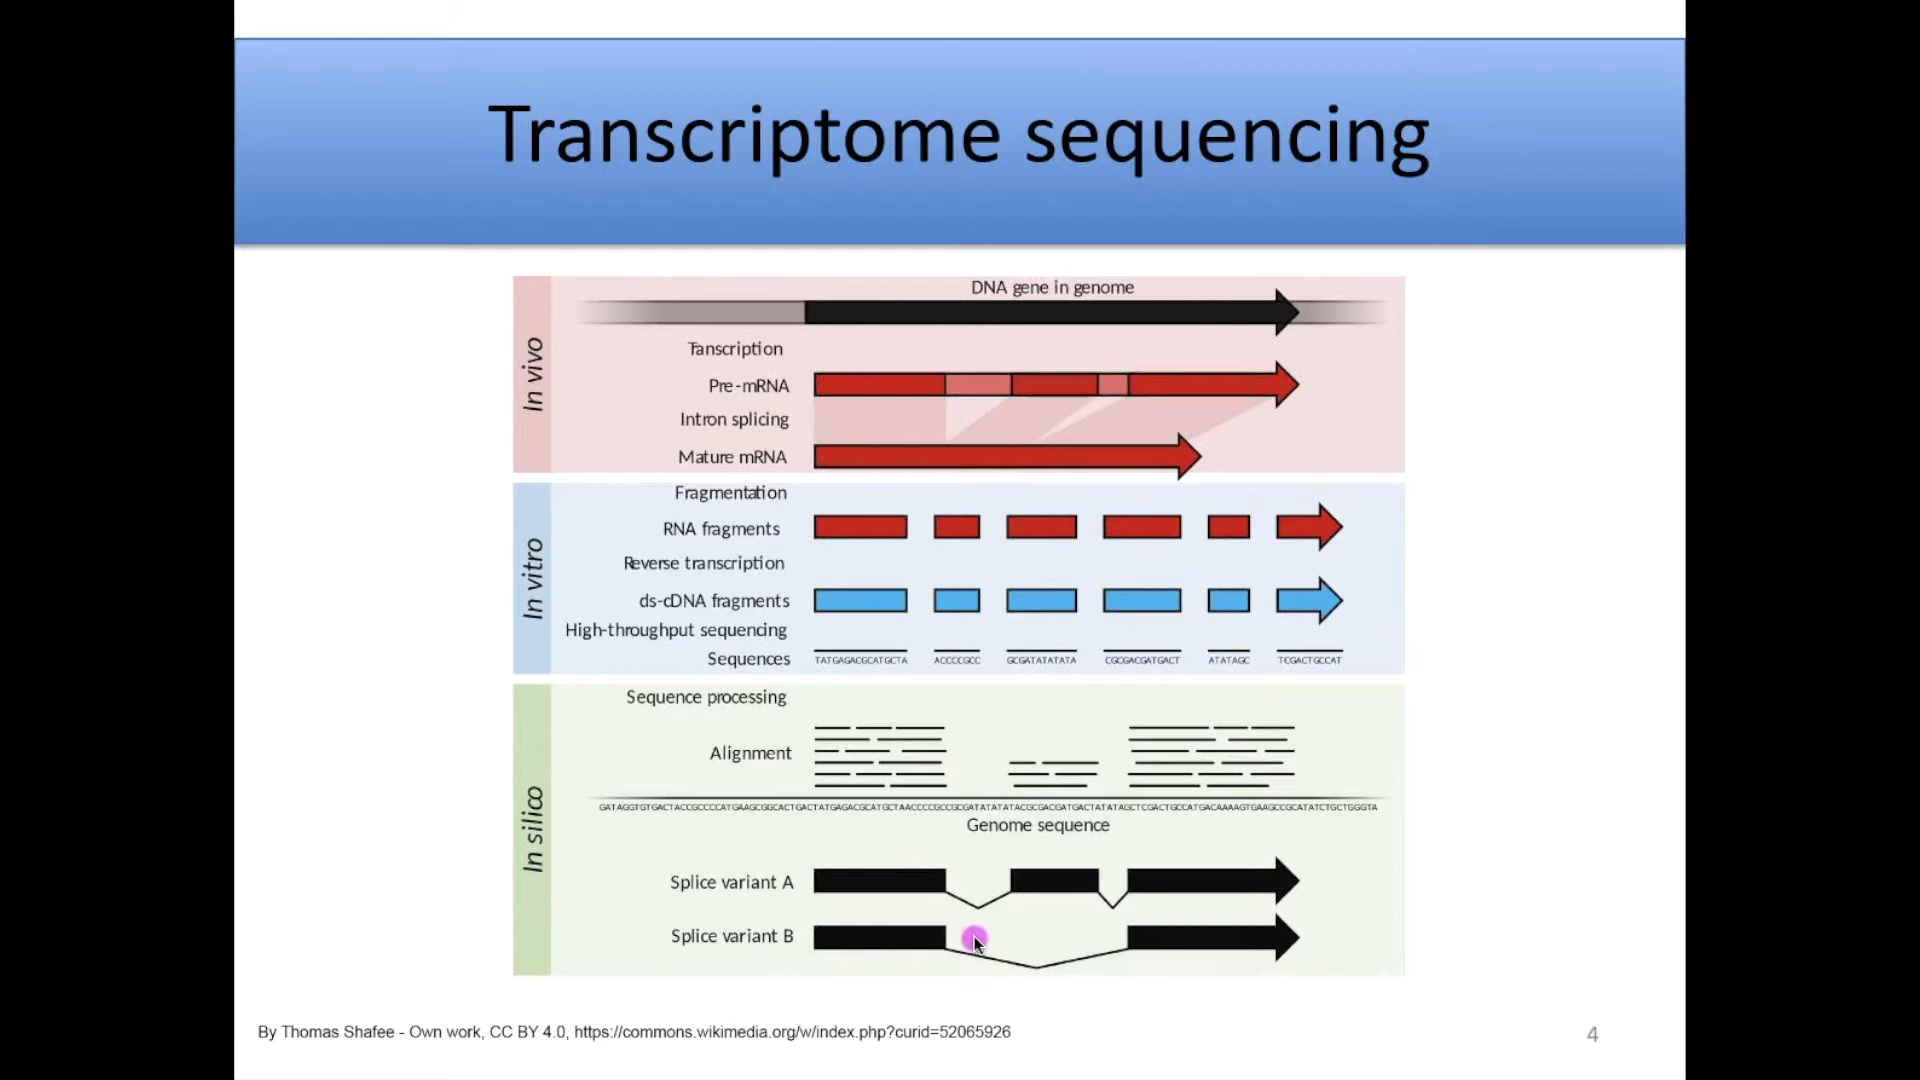 Transcriptome sequencing
In vivo
DNA gene in genome
Transcription
Pre-mRNA
Intron splicing
Mature mRNA
In vitro
Fragmentation
RNA fragments
Reverse transcription
ds-cDNA fragments
High-throughput sequencing
Sequences TATGAGACGCATGCTA ACCCCGCC GCGATATATATA CGCGACGATGACT ATATAGC TCGACTGCCAT
In silico
Sequence processing
Alignment
GATAGGTGTGACTACCGCCCCATGAAGCGGCACTGACTATGAGACGCATGCTAACCCCGCCGCGATATATATACGCGACGATGACTATATAGCTCGACTGCCATGACAAAAGTGAAGCCGCATATCTGCTGGGTA
Genome sequence
Splice variant A
Splice variant B
By Thomas Shafee - Own work, CC BY 4.0, https://commons.wikimedia.org/w/index.php?curid=52065926
4